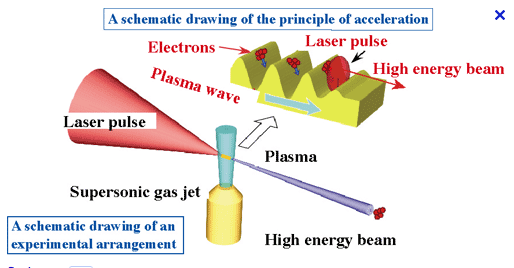 A schematic drawing of the principle of acceleration
Electrons
Laser pulse
High energy beam
Plasma wave
Laser pulse
Plasma
Supersonic gas jet
A schematic drawing of an
experimental arrangement
High energy beam